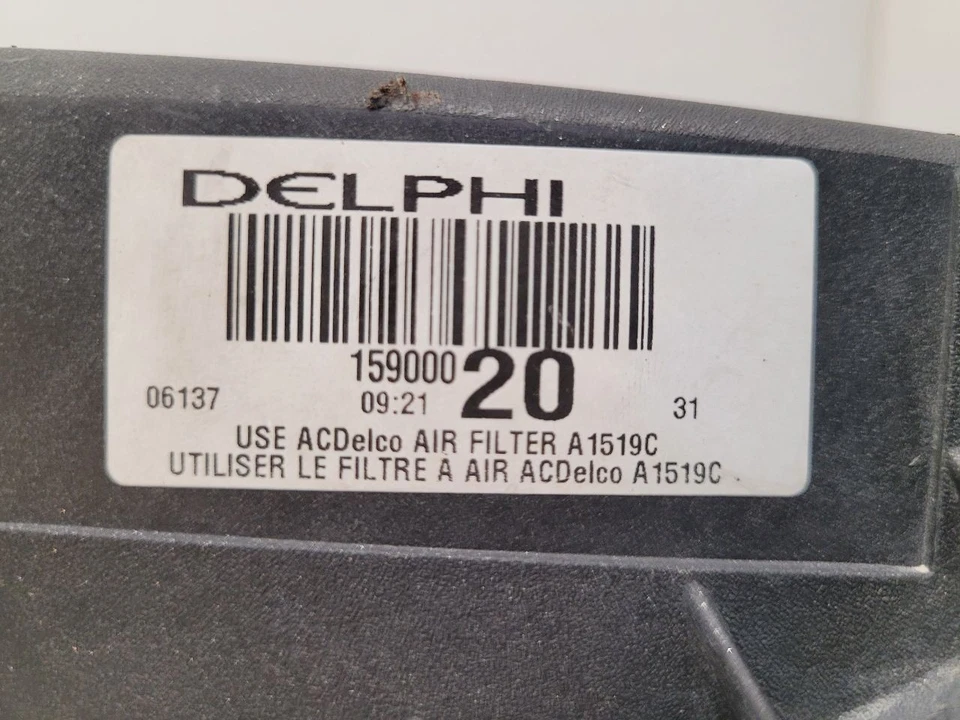 DELPHI
15900020
06137 09:21 31
USE ACDelco AIR FILTER A1519C
UTILISER LE FILTRE À AIR ACDelco A1519C